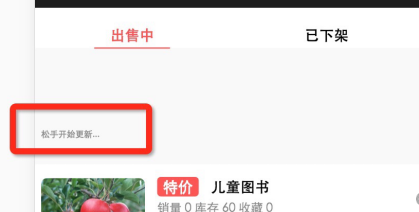 出售中 已下架
松手开始更新...
特价 儿童图书
销量 0 库存 60 收藏 0